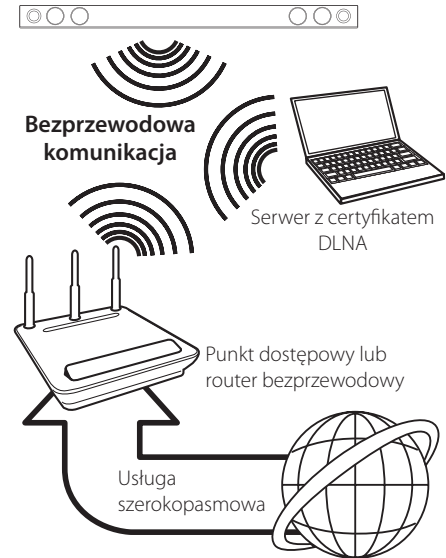 Bezprzewodowa
komunikacja
Serwer z certyfikatem
DLNA
Punkt dostępowy lub
router bezprzewodowy
Usługa
szerokopasmowa